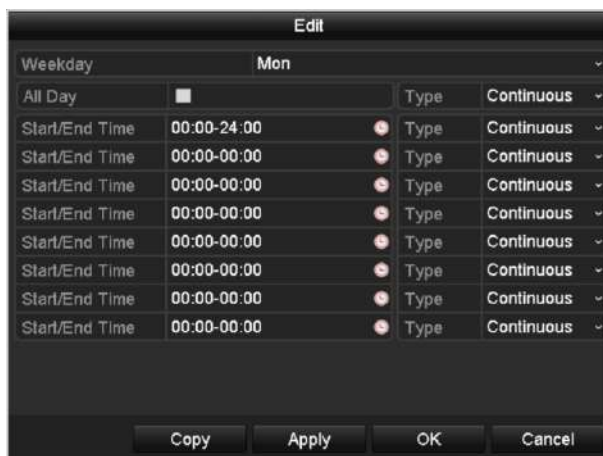 Edit
Weekday Mon
All Day Type Continuous
Start/End Time 00:00-24:00 Type Continuous
Start/End Time 00:00-00:00 Type Continuous
Start/End Time 00:00-00:00 Type Continuous
Start/End Time 00:00-00:00 Type Continuous
Start/End Time 00:00-00:00 Type Continuous
Start/End Time 00:00-00:00 Type Continuous
Start/End Time 00:00-00:00 Type Continuous
Start/End Time 00:00-00:00 Type Continuous
Copy Apply OK Cancel